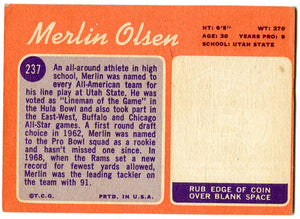 Merlin Olsen
HT: 6'5" WT: 270
AGE: 30 YEARS PRO: 9
SCHOOL: UTAH STATE
237
An all-around athlete in high
school, Merlin was named to
every All-American team for
his line play at Utah State. He
was voted "Lineman of the Game" in
the Hula Bowl and also took part in
the East-West, Buffalo and Chicago
All-Star games. A first round draft
choice in 1962, Merlin was named to
the Pro Bowl squad as a rookie
and hasn't missed one since. In
1968, when the Rams set a new
record for fewest yards allowed,
Merlin was the leading tackler on
the team with 91.
©T.C.G. PRTD. IN U.S.A.
RUB EDGE OF COIN
OVER BLANK SPACE